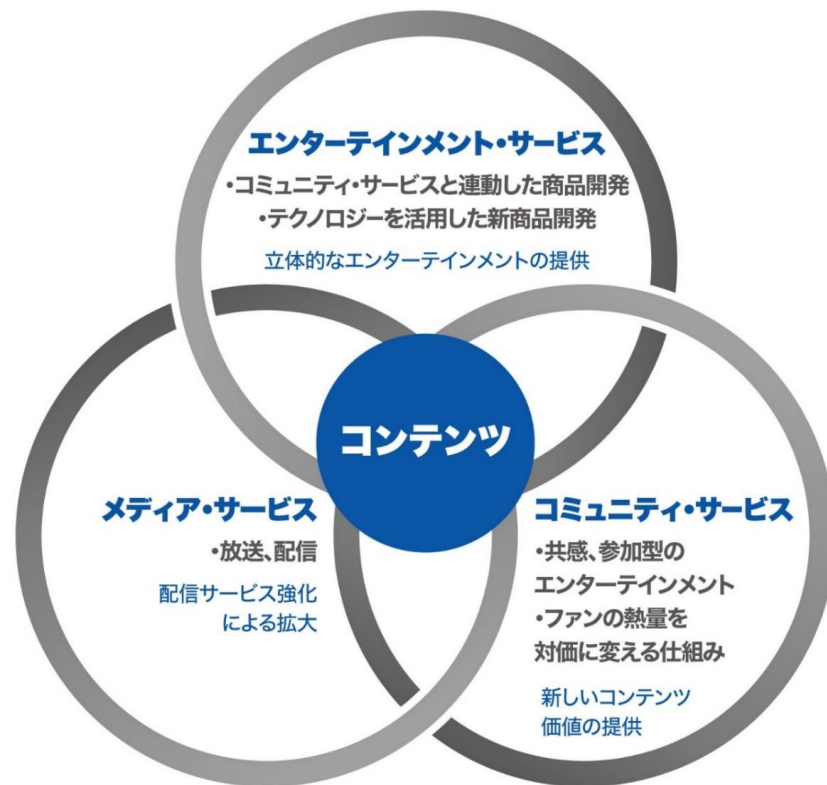 エンターテインメント・サービス
・コミュニティ・サービスと連動した商品開発
・テクノロジーを活用した新商品開発
立体的なエンターテインメントの提供
コンテンツ
メディア・サービス
・放送、配信
配信サービス強化
による拡大
コミュニティ・サービス
・共感、参加型の
エンターテインメント
・ファンの熱量を
対価に変える仕組み
新しいコンテンツ
価値の提供